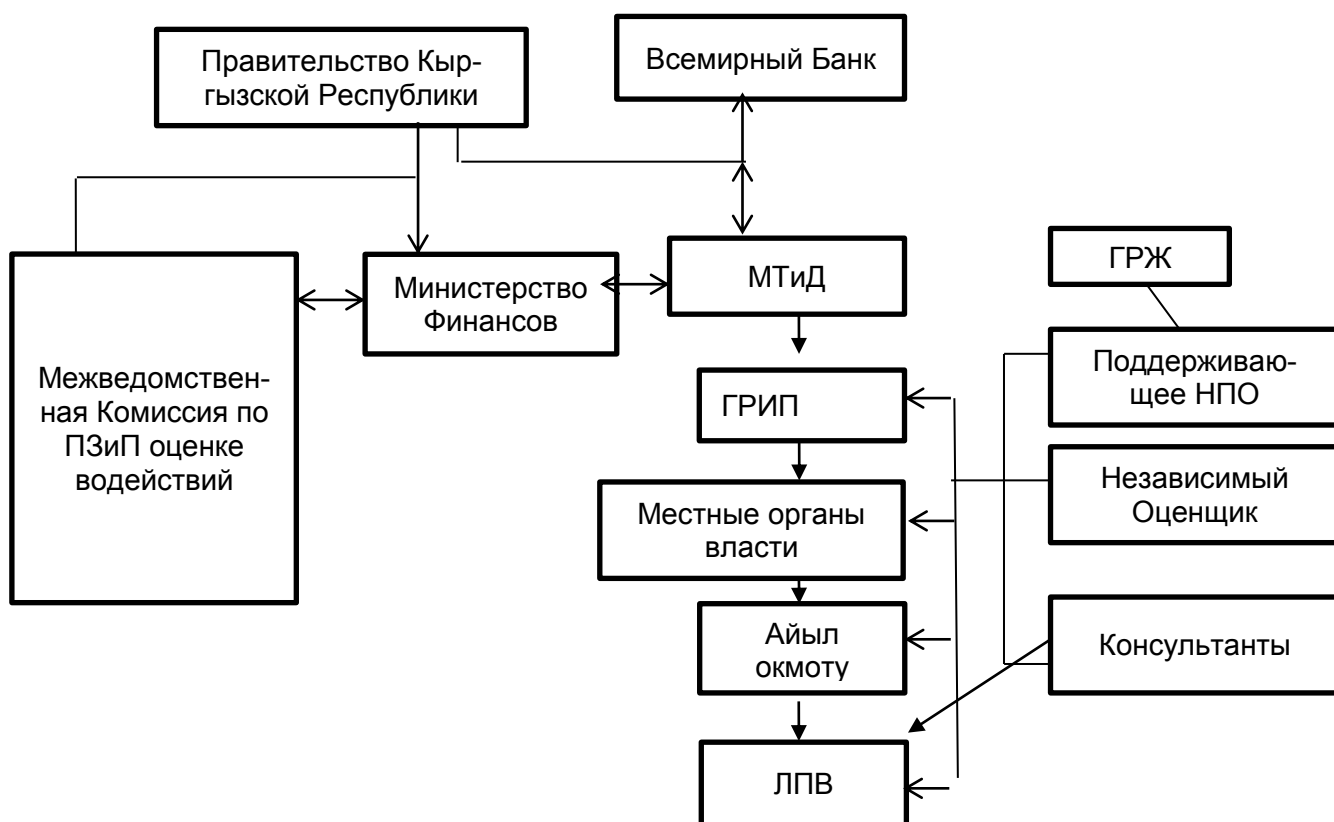 Правительство Кыр-
гызской Республики
Всемирный Банк
Министерство
Финансов
МТиД
ГРЖ
Межведомствен-
ная Комиссия по
ПЗиП оценке
водействий
Поддерживаю-
щее НПО
ГРИП
Независимый
Оценщик
Местные органы
власти
Айыл
окмоту
Консультанты
ЛПВ